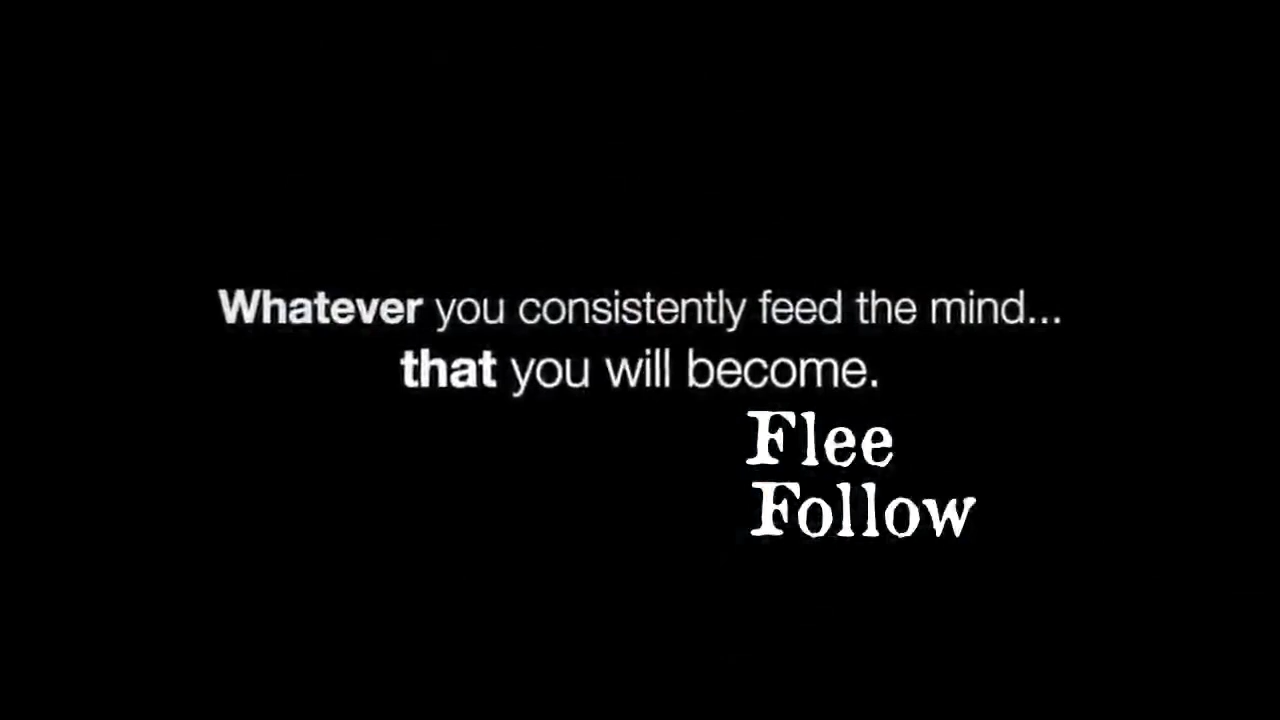 Whatever you consistently feed the mind...
that you will become.
Flee
Follow